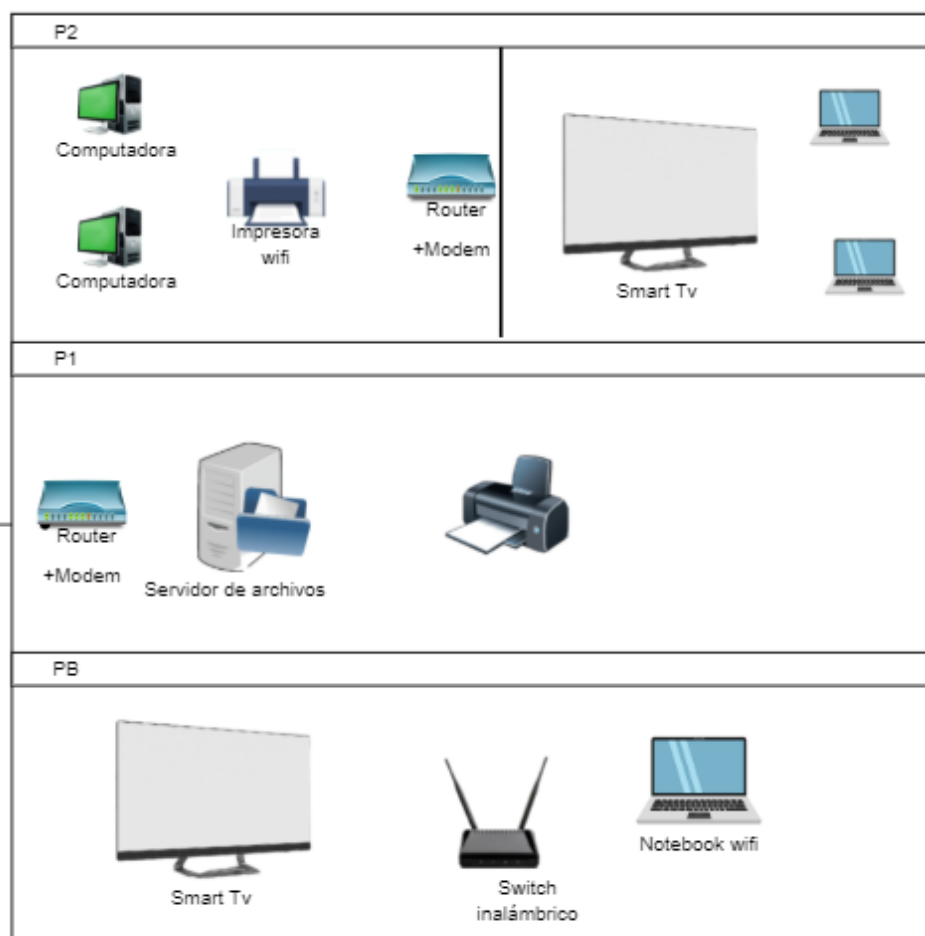 P2
Computadora
Computadora
Impresora
wifi
Router
+Modem
Smart Tv
P1
Router
+Modem
Servidor de archivos
PB
Smart Tv
Switch
inalámbrico
Notebook wifi